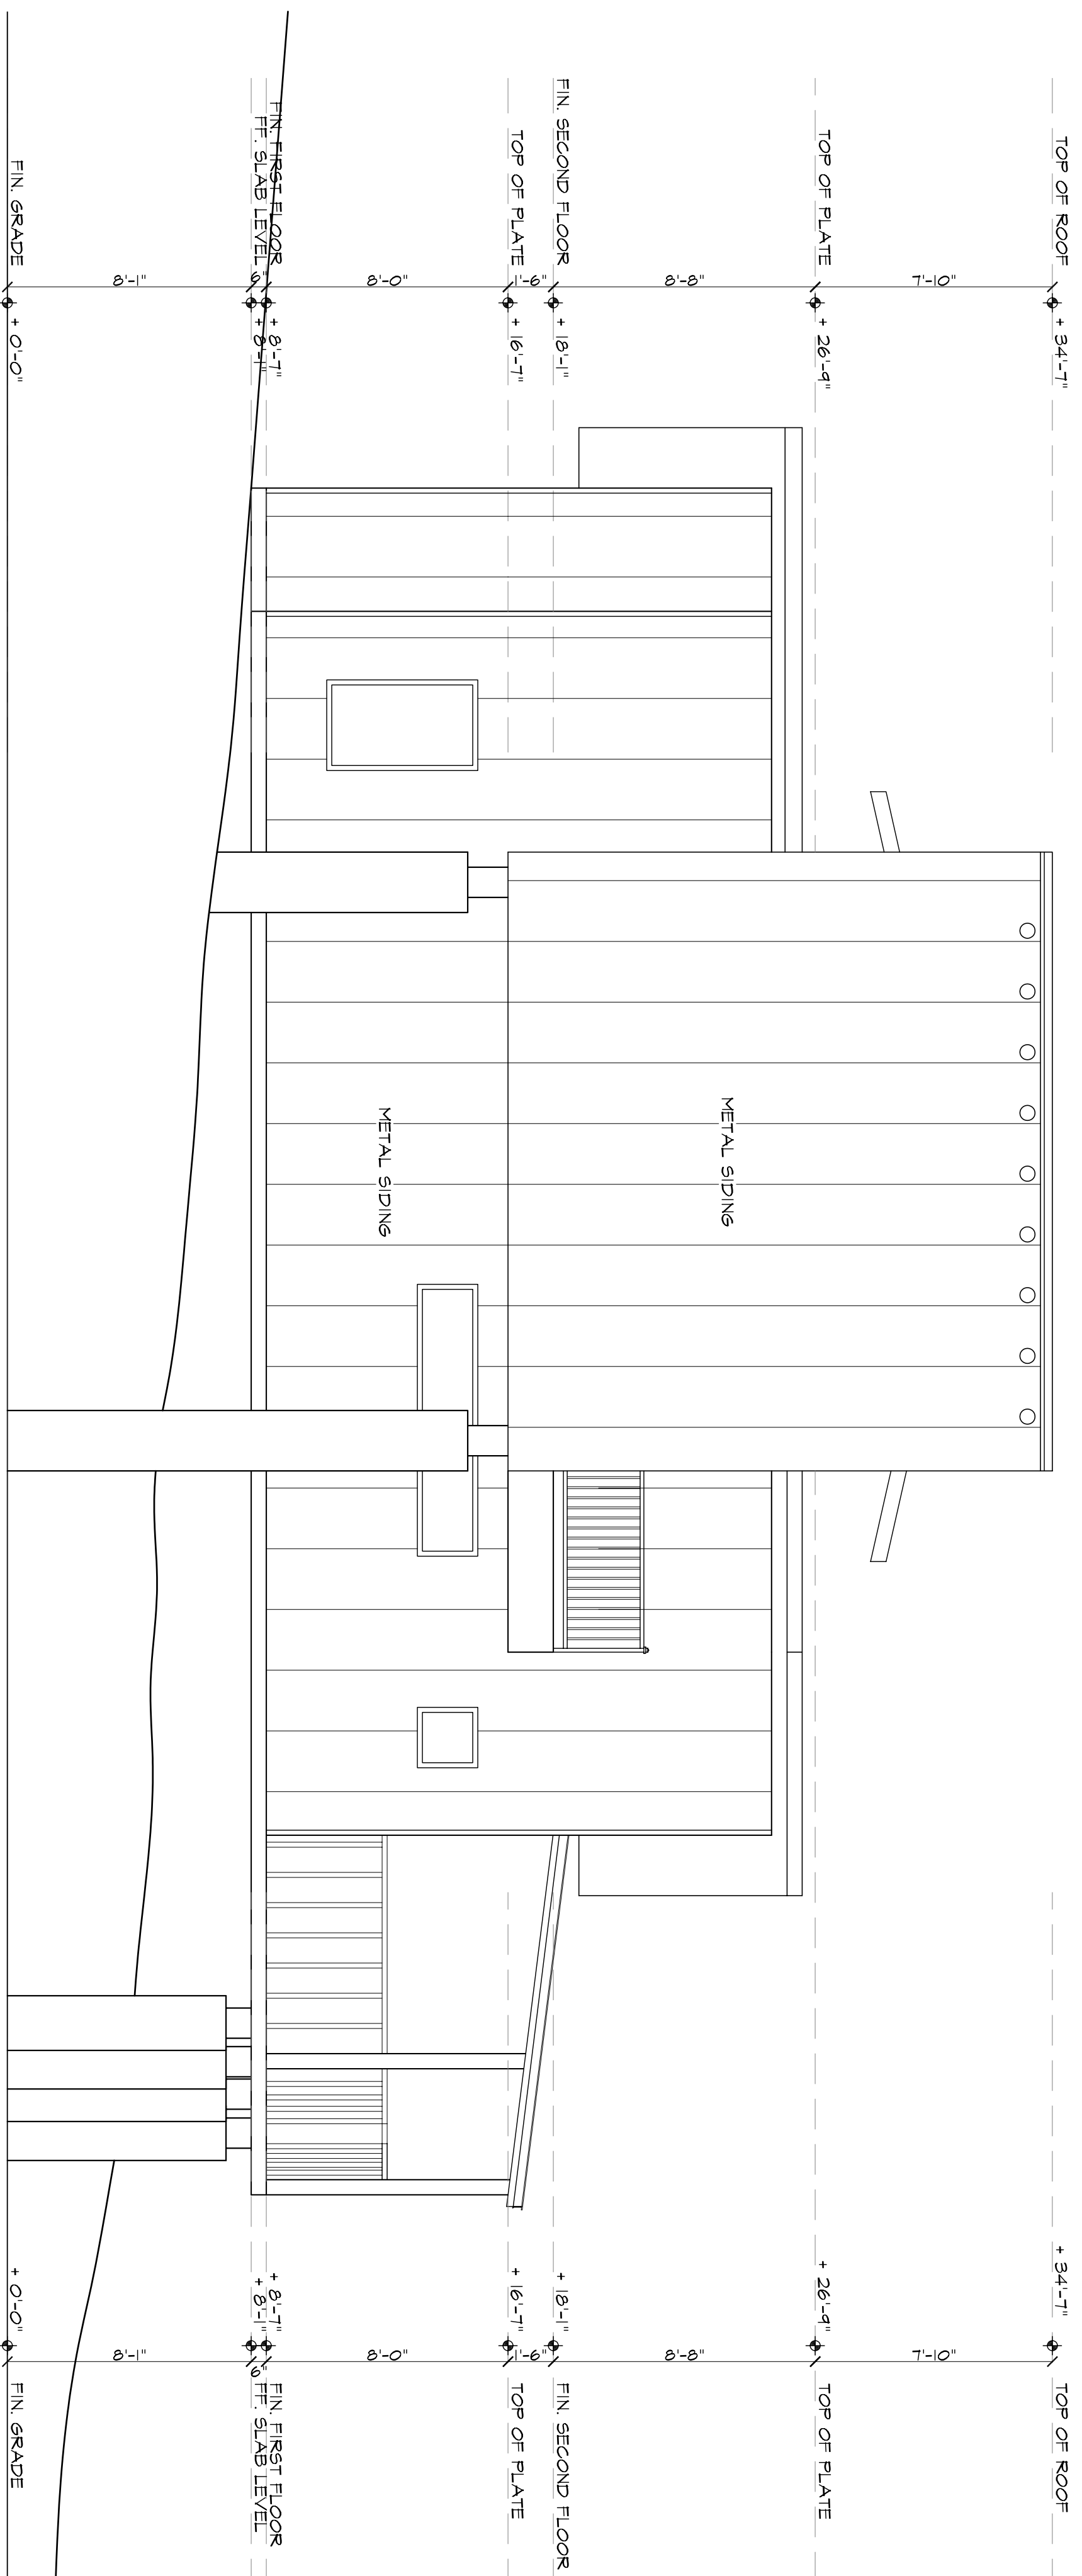 TOP OF ROOF
+ 34'-7"
7'-10"
TOP OF PLATE
+ 26'-9"
8'-8"
FIN. SECOND FLOOR
+ 18'-1"
1'-6"
TOP OF PLATE
+ 16'-7"
8'-0"
FIN. FIRST FLOOR
+ 8'-7"
6"
FF. SLAB LEVEL
+ 8'-1"
8'-1"
FIN. GRADE
+ 0'-0"
METAL SIDING
METAL SIDING
+ 34'-7"
TOP OF ROOF
7'-10"
+ 26'-9"
TOP OF PLATE
8'-8"
+ 18'-1"
FIN. SECOND FLOOR
1'-6"
+ 16'-7"
TOP OF PLATE
8'-0"
+ 8'-7"
FIN. FIRST FLOOR
6"
+ 8'-1"
FF. SLAB LEVEL
8'-1"
+ 0'-0"
FIN. GRADE